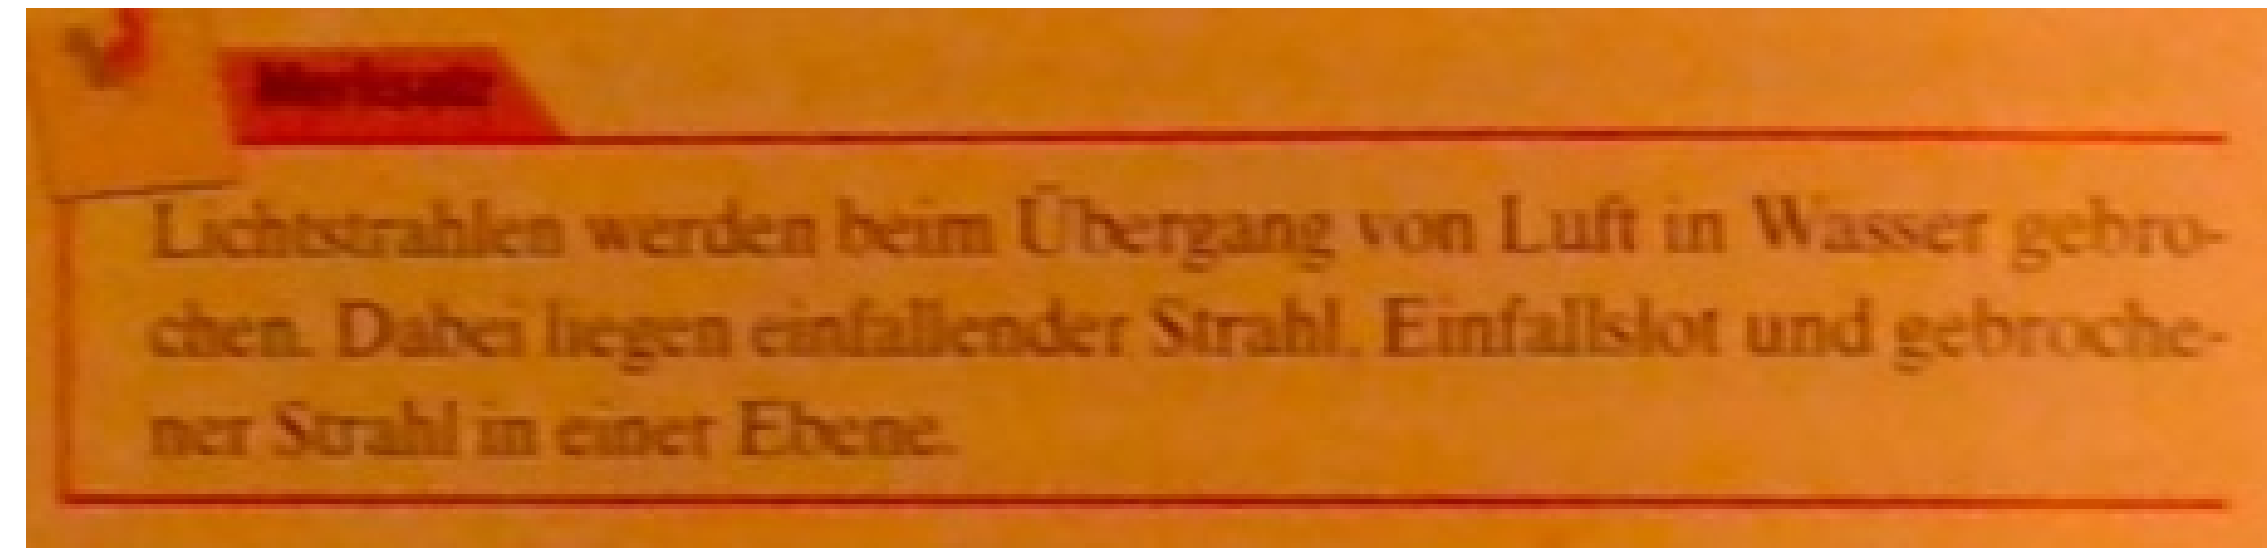 Merksatz
Lichtstrahlen werden beim Übergang von Luft in Wasser gebro-
chen. Dabei liegen einfallender Strahl, Einfallslot und gebroche-
ner Strahl in einer Ebene.